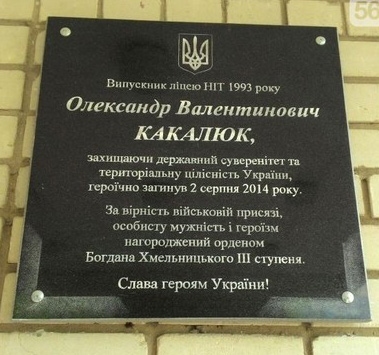 56
Випускник ліцею НІТ 1993 року
Олександр Валентинович
КАКАЛЮК,
захищаючи державний суверенітет та
територіальну цілісність України,
героїчно загинув 2 серпня 2014 року.
За вірність військовій присязі,
особисту мужність і героїзм
нагороджений орденом
Богдана Хмельницького ІІІ ступеня.
Слава героям України!